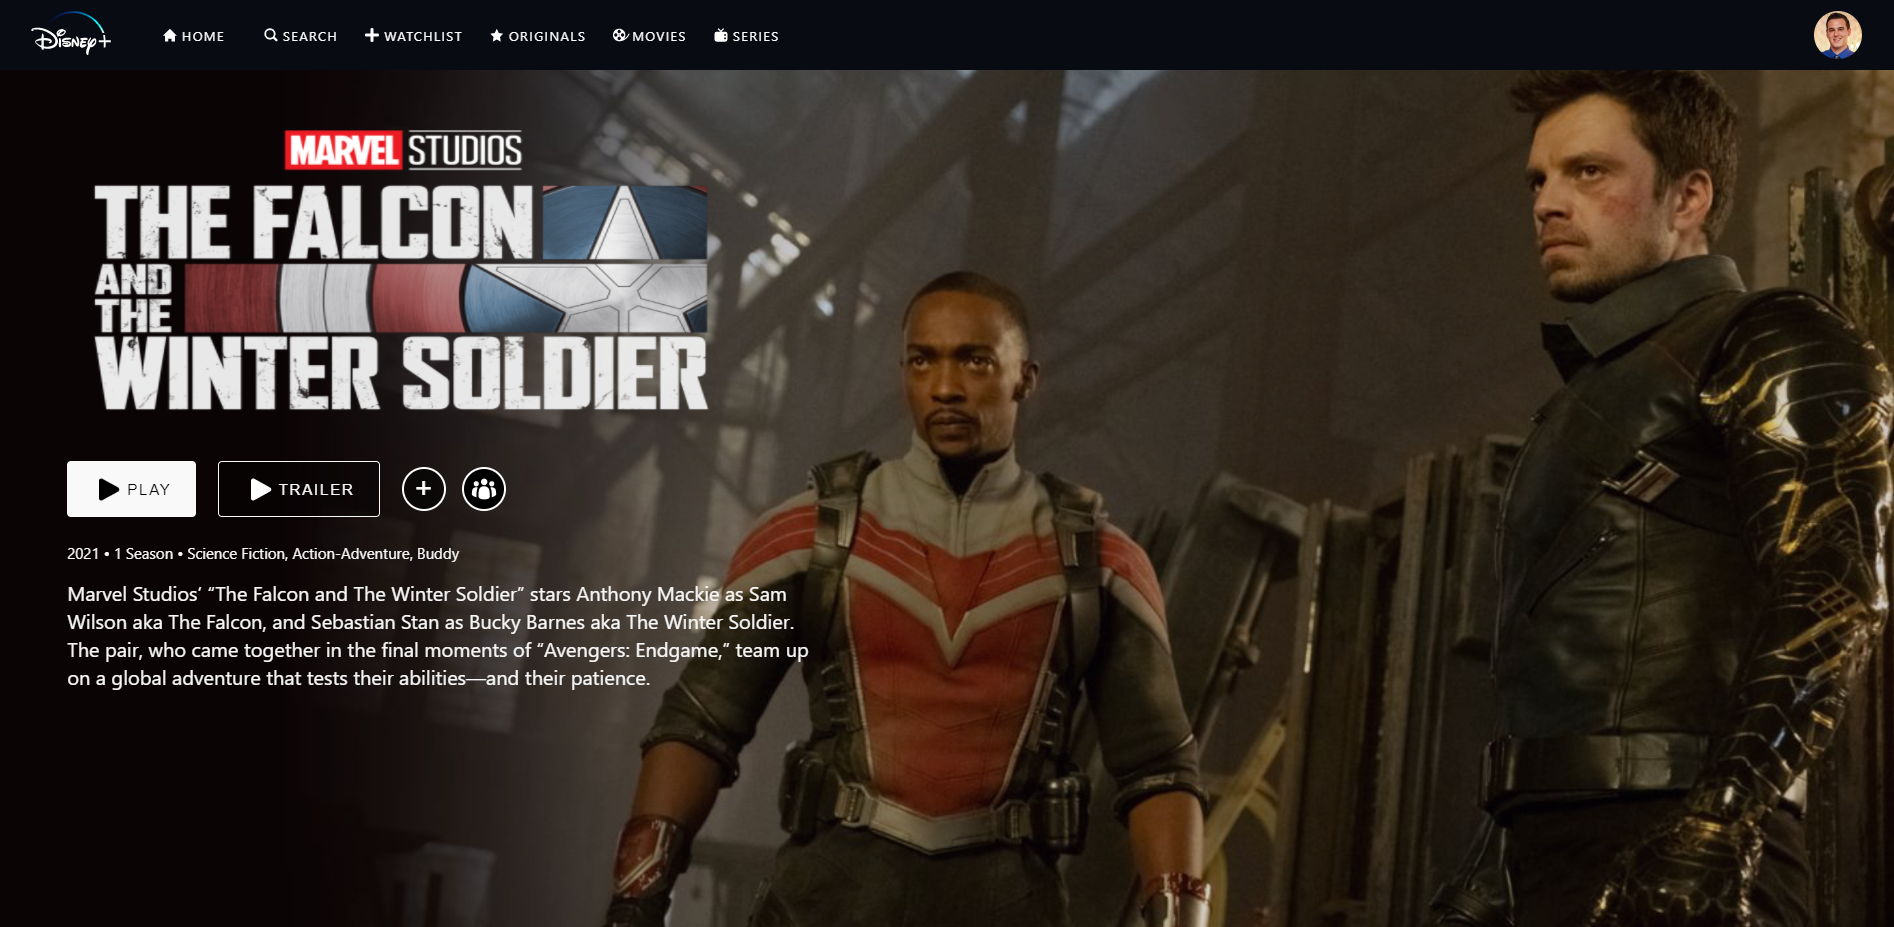 Disney+
HOME
SEARCH
WATCHLIST
ORIGINALS
MOVIES
SERIES
MARVEL STUDIOS
THE FALCON
AND
THE
WINTER SOLDIER
PLAY
TRAILER
2021 • 1 Season • Science Fiction, Action-Adventure, Buddy
Marvel Studios’ “The Falcon and The Winter Soldier” stars Anthony Mackie as Sam
Wilson aka The Falcon, and Sebastian Stan as Bucky Barnes aka The Winter Soldier.
The pair, who came together in the final moments of “Avengers: Endgame,” team up
on a global adventure that tests their abilities—and their patience.